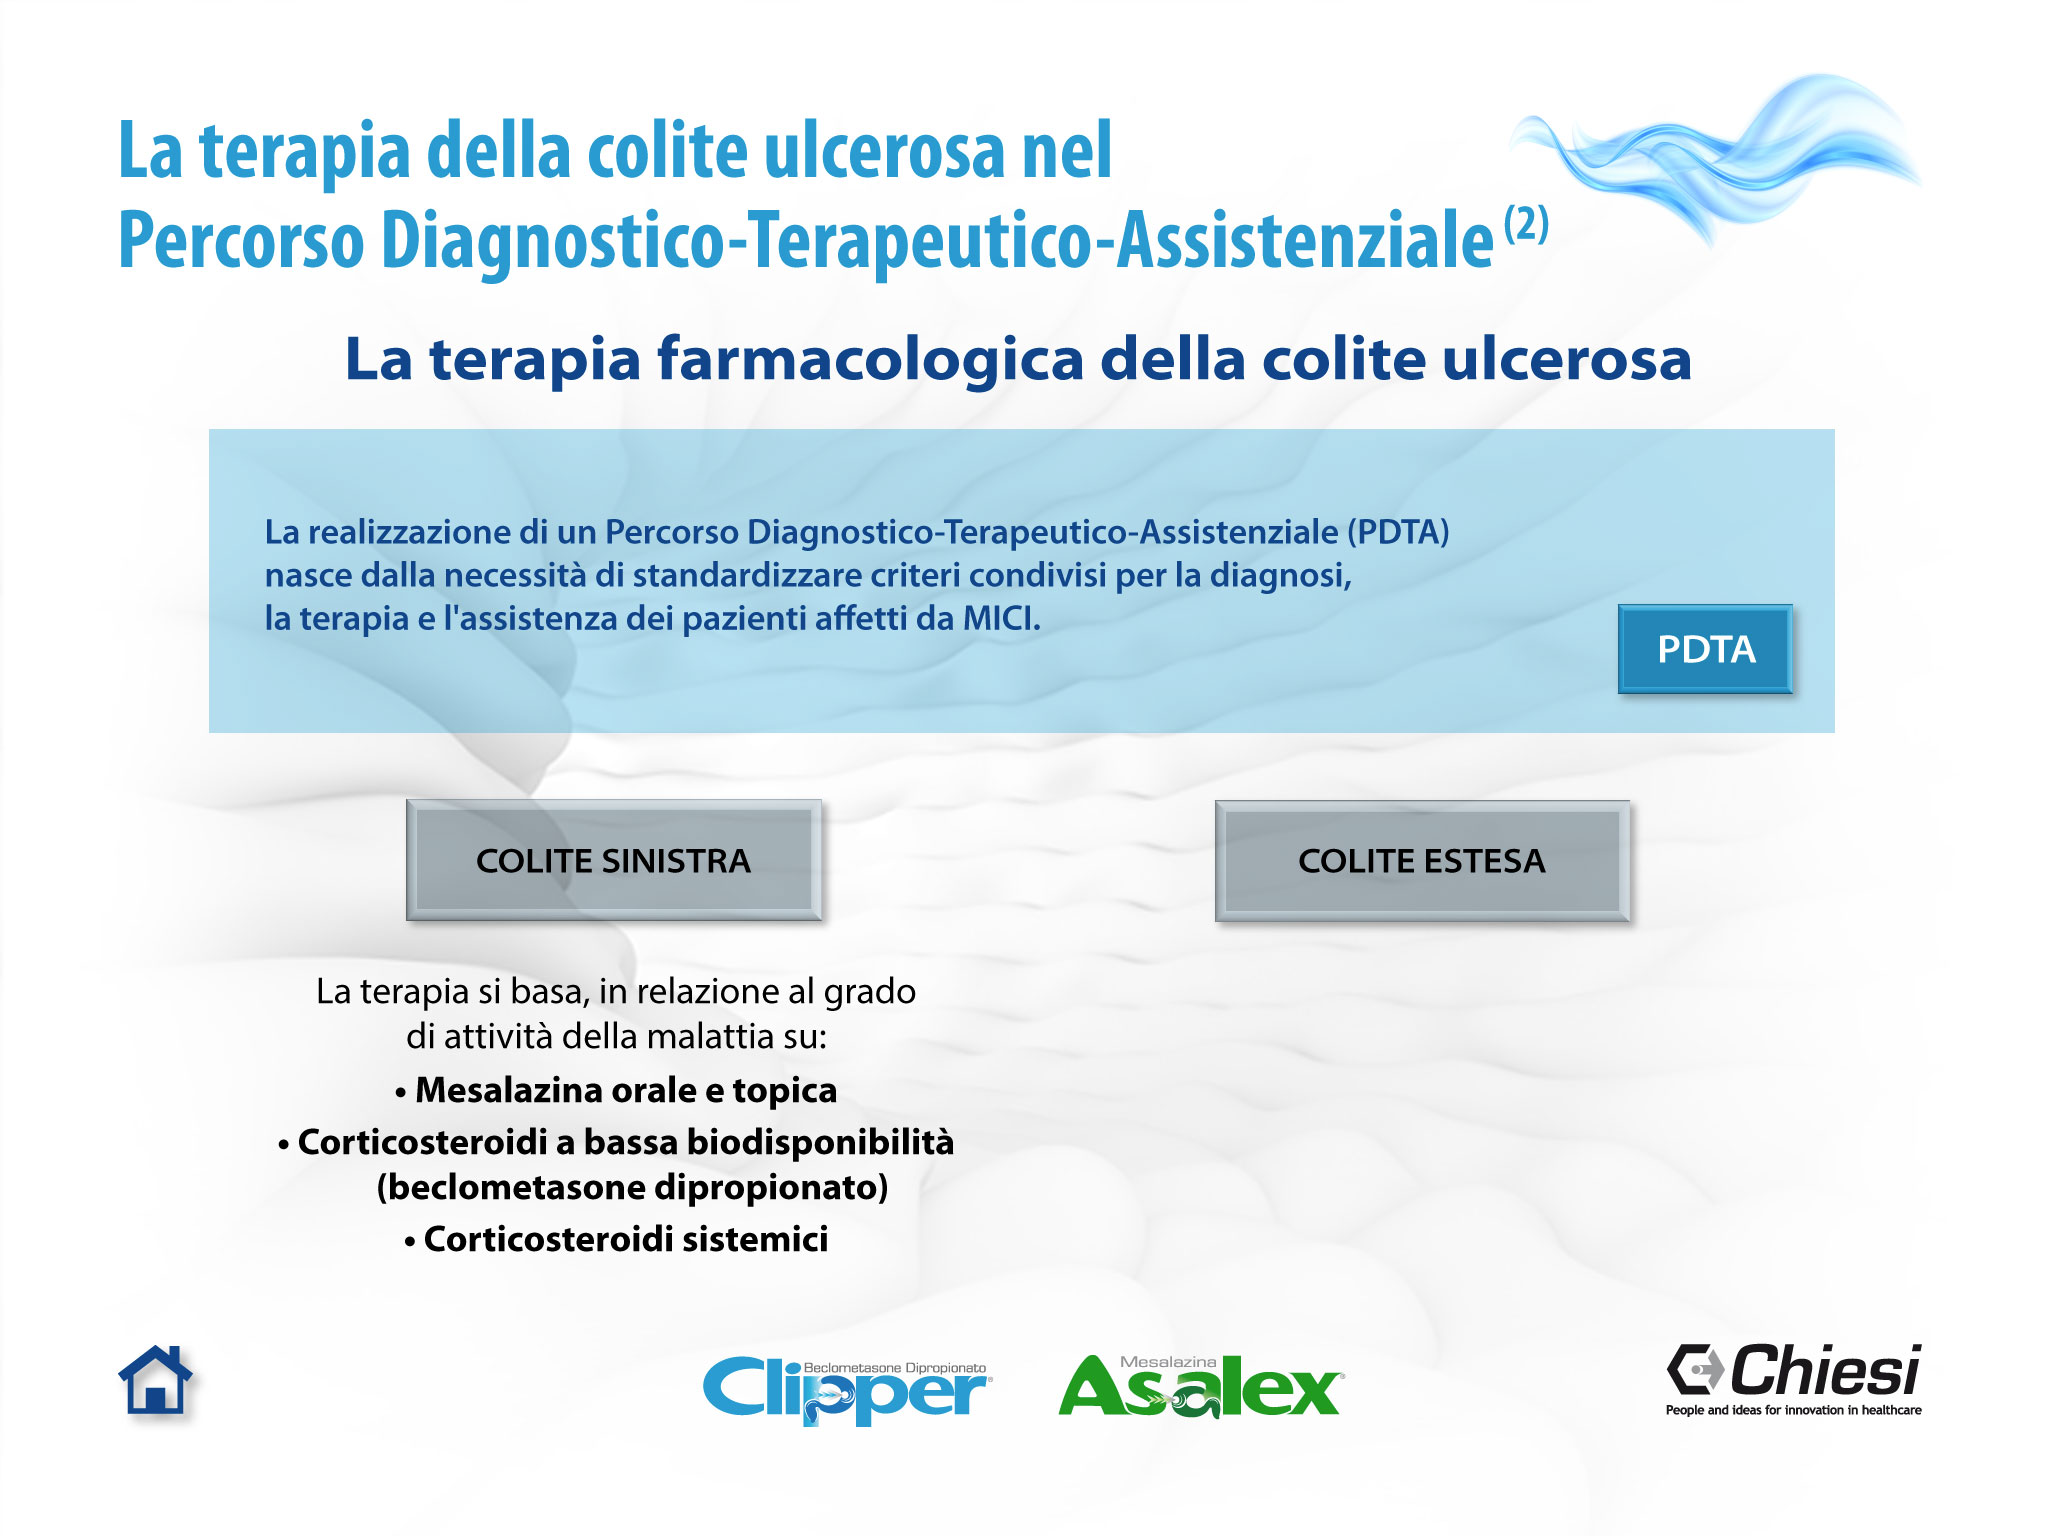 La terapia della colite ulcerosa nel
Percorso Diagnostico-Terapeutico-Assistenziale (2)
La terapia farmacologica della colite ulcerosa
La realizzazione di un Percorso Diagnostico-Terapeutico-Assistenziale (PDTA)
nasce dalla necessità di standardizzare criteri condivisi per la diagnosi,
la terapia e l'assistenza dei pazienti affetti da MICI.
PDTA
COLITE SINISTRA
COLITE ESTESA
La terapia si basa, in relazione al grado
di attività della malattia su:
• Mesalazina orale e topica
• Corticosteroidi a bassa biodisponibilità
(beclometasone dipropionato)
• Corticosteroidi sistemici
Beclometasone Dipropionato
Clipper®
Mesalazina
Asalex®
Chiesi
People and ideas for innovation in healthcare